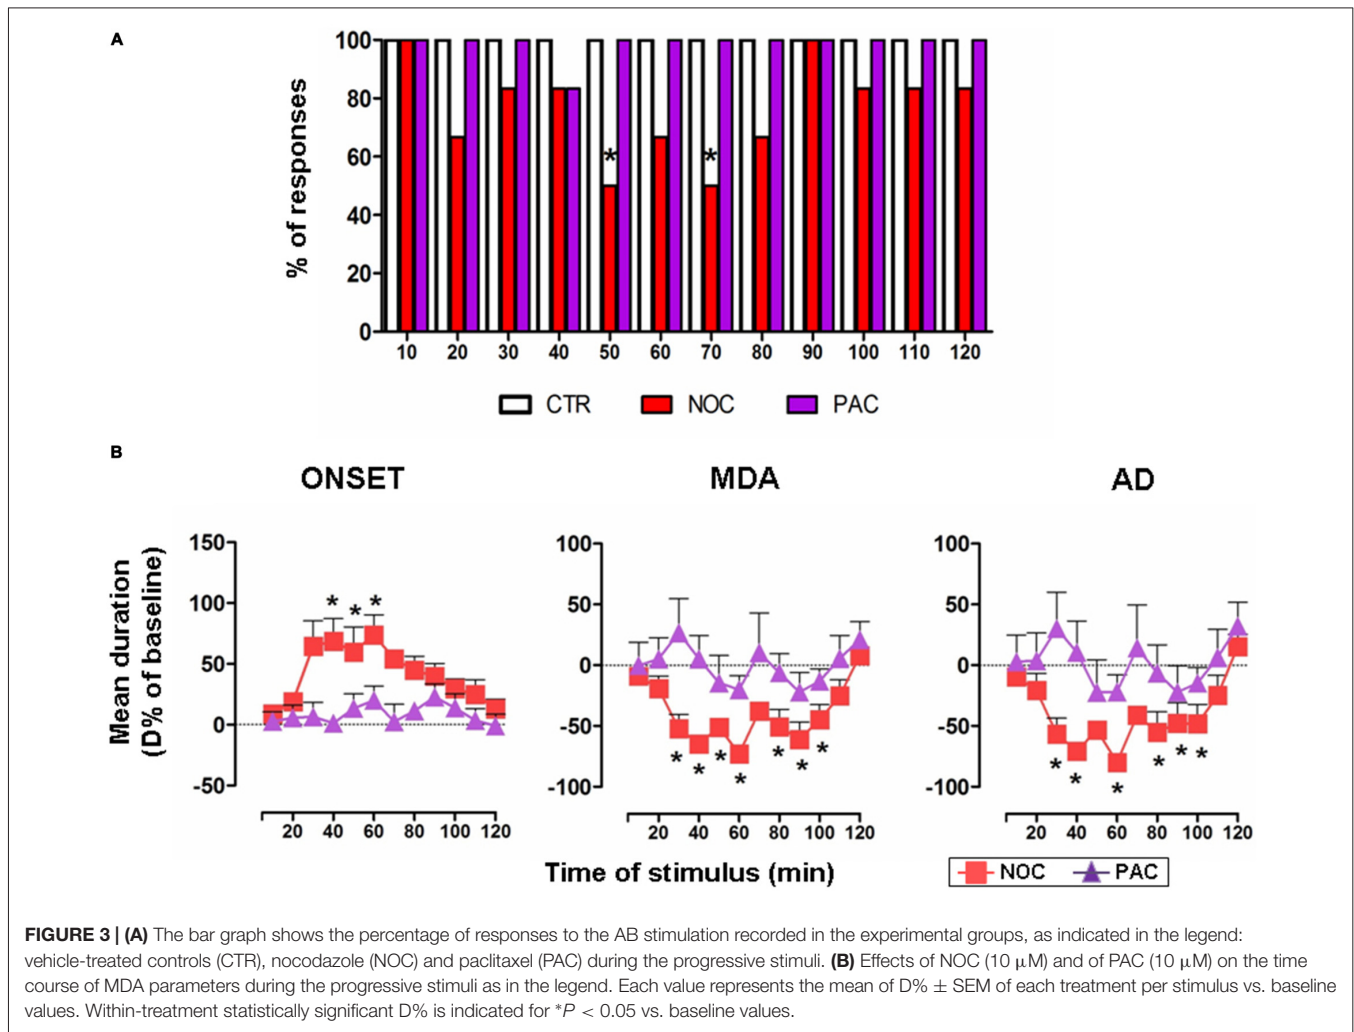 A
% of responses
100
80
60
40
20
0
* *
10 20 30 40 50 60 70 80 90 100 110 120
CTR NOC PAC
B
ONSET MDA AD
Mean duration
(D% of baseline)
150
100
50
0
-50
* * *
20 40 60 80 100 120
100
50
0
-50
-100
* * * * * * *
20 40 60 80 100 120
100
50
0
-50
-100
* * * * * *
20 40 60 80 100 120
Time of stimulus (min)
NOC PAC
FIGURE 3 | (A) The bar graph shows the percentage of responses to the AB stimulation recorded in the experimental groups, as indicated in the legend:
vehicle-treated controls (CTR), nocodazole (NOC) and paclitaxel (PAC) during the progressive stimuli. (B) Effects of NOC (10 μM) and of PAC (10 μM) on the time
course of MDA parameters during the progressive stimuli as in the legend. Each value represents the mean of D% ± SEM of each treatment per stimulus vs. baseline
values. Within-treatment statistically significant D% is indicated for *P < 0.05 vs. baseline values.